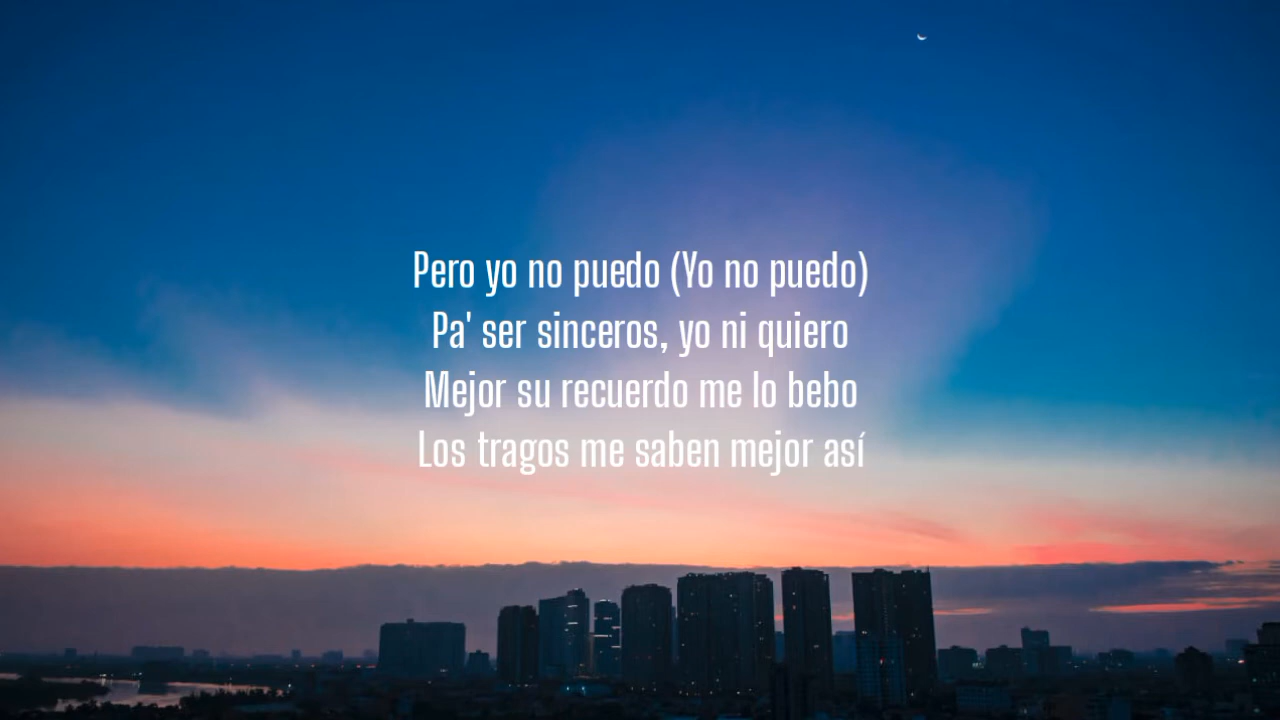 Pero yo no puedo (Yo no puedo)
Pa' ser sinceros, yo ni quiero
Mejor su recuerdo me lo bebo
Los tragos me saben mejor así